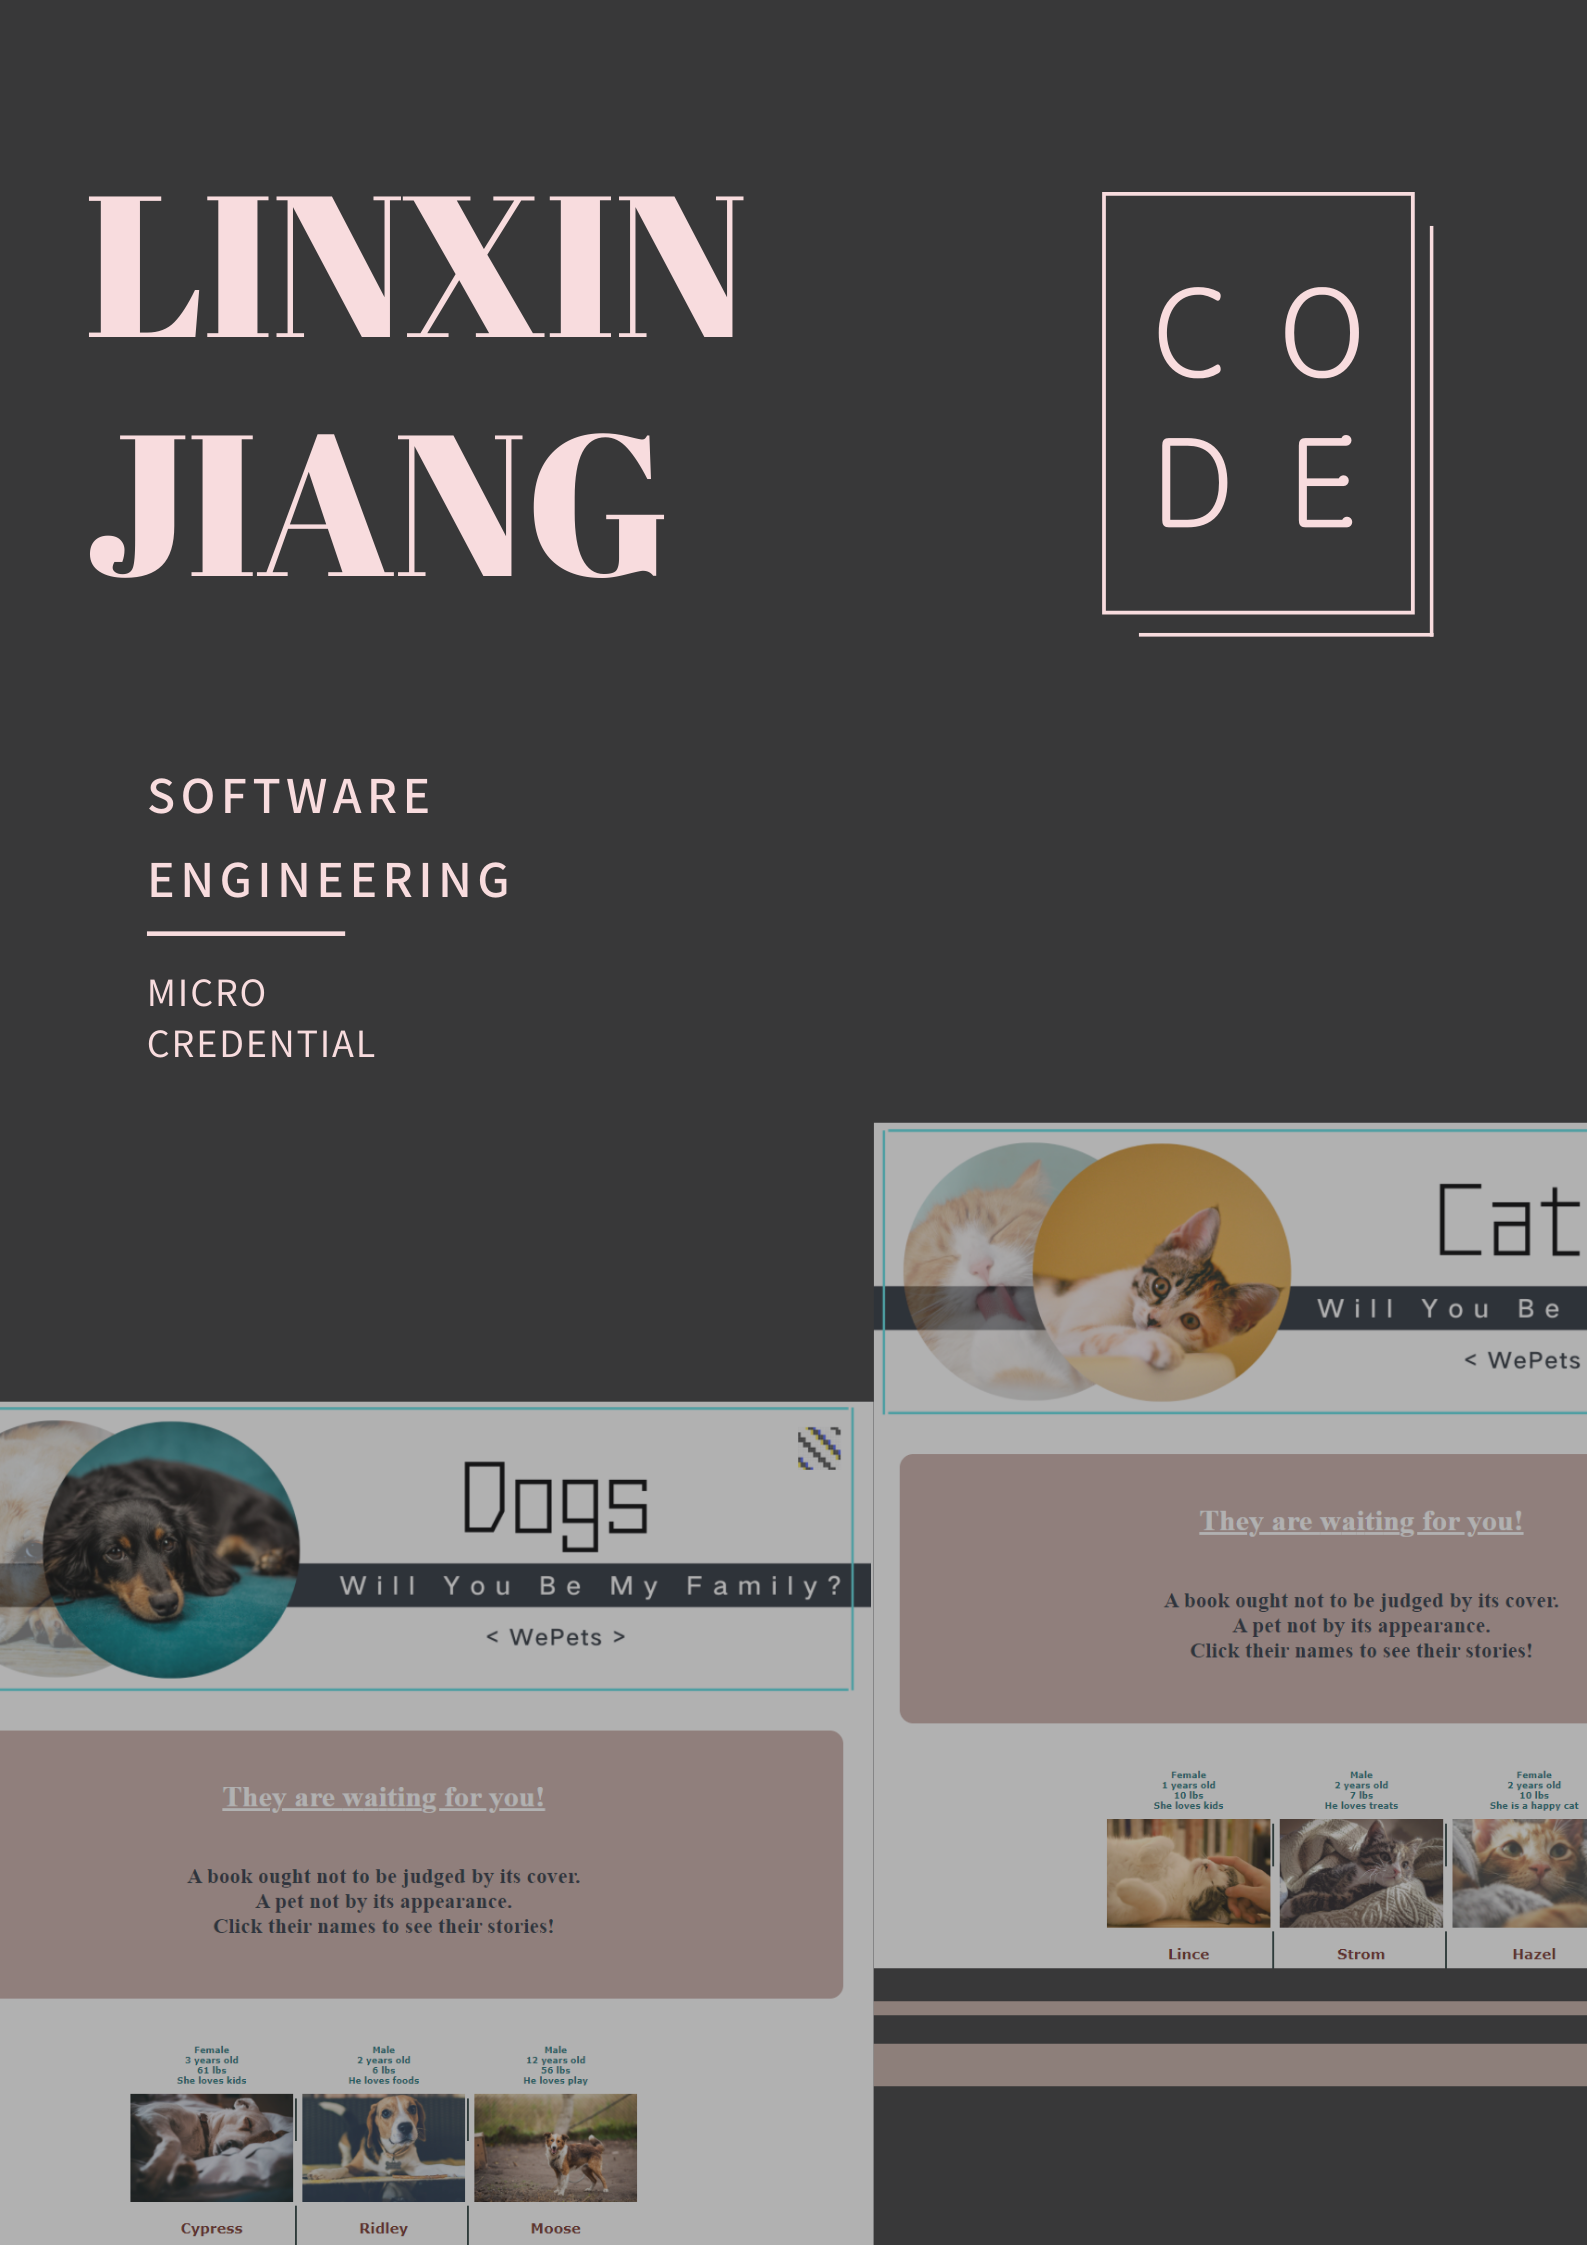 LINXIN
JIANG
C O
D E
SOFTWARE
ENGINEERING
MICRO
CREDENTIAL
Cat
Will You Be
< WePets
They are waiting for you!
A book ought not to be judged by its cover.
A pet not by its appearance.
Click their names to see their stories!
Female
1 years old
10 lbs
She loves kids
Male
2 years old
7 lbs
He loves treats
Female
2 years old
10 lbs
She is a happy cat
Lince
Strom
Hazel
Dogs
Will You Be My Family?
< WePets >
They are waiting for you!
A book ought not to be judged by its cover.
A pet not by its appearance.
Click their names to see their stories!
Female
3 years old
61 lbs
She loves kids
Male
2 years old
6 lbs
He loves foods
Male
12 years old
56 lbs
He loves play
Cypress
Ridley
Moose